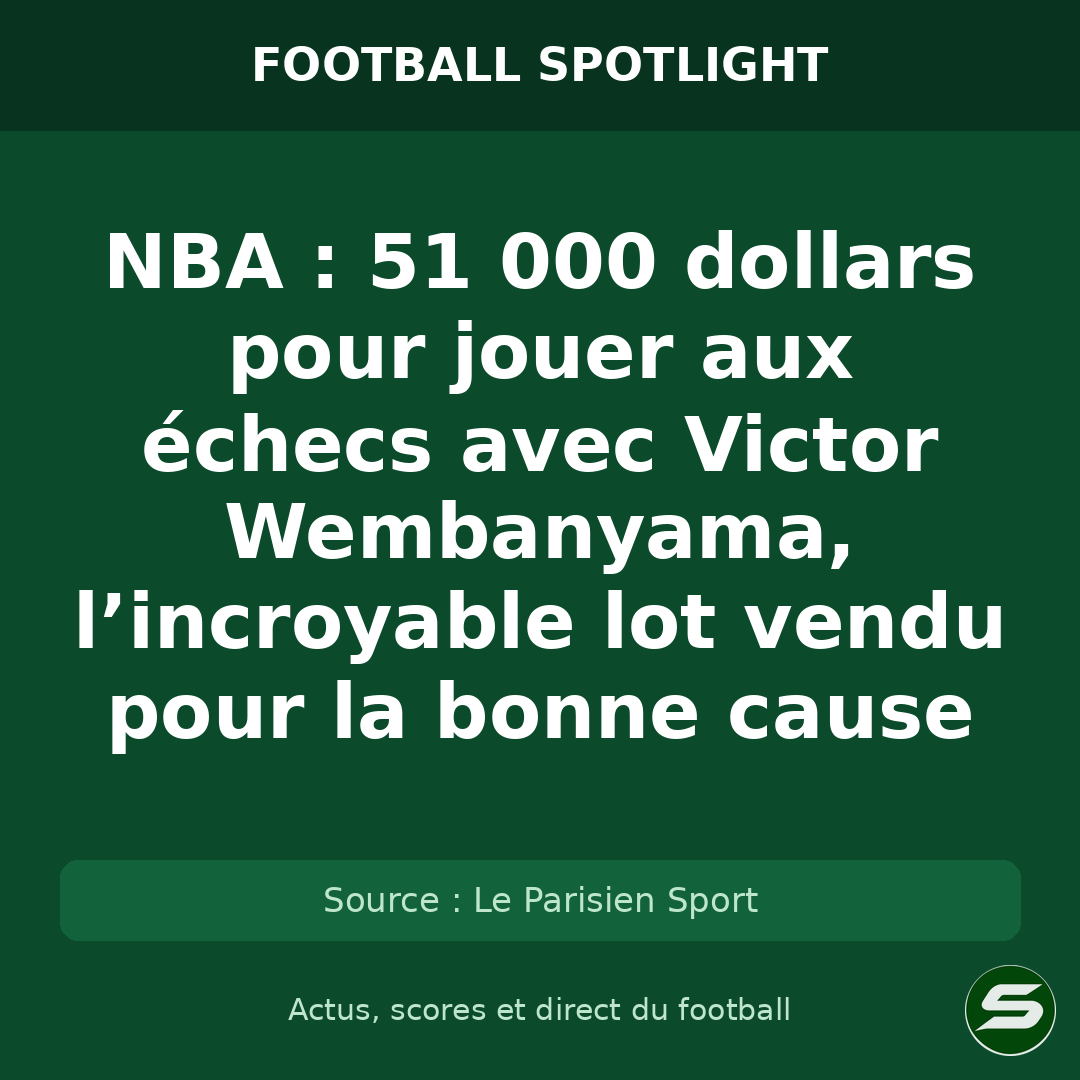 FOOTBALL SPOTLIGHT
NBA : 51 000 dollars
pour jouer aux
échecs avec Victor
Wembanyama,
l’incroyable lot vendu
pour la bonne cause
Source : Le Parisien Sport
Actus, scores et direct du football
S